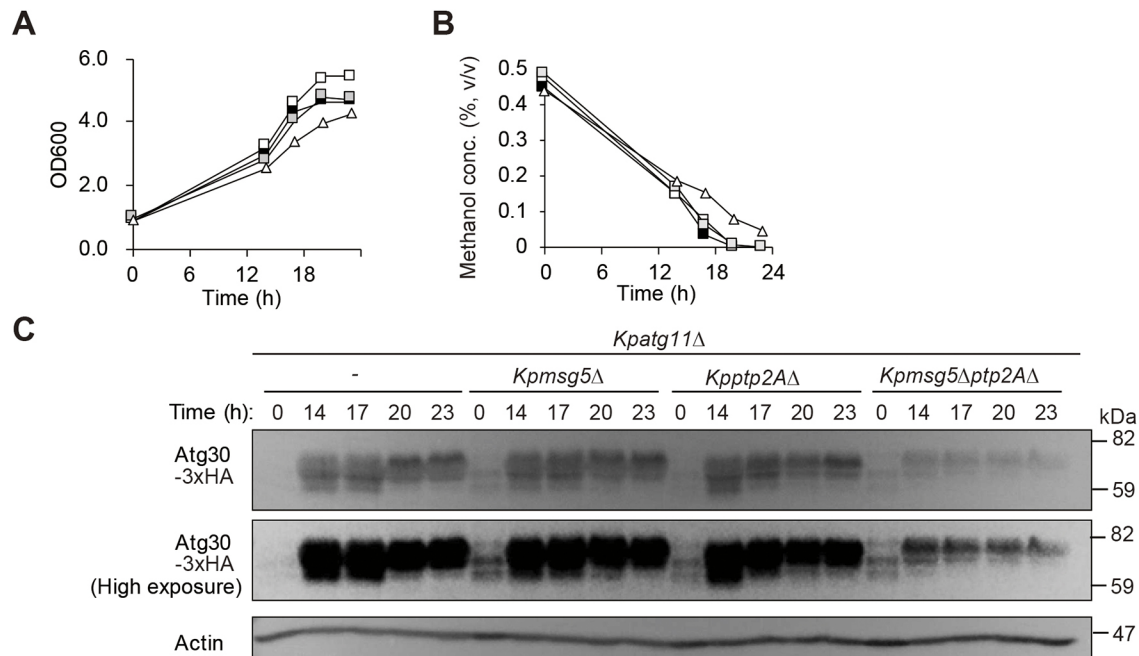 A
B
6.0
4.0
2.0
0.0
OD600
0 6 12 18
Time (h)
0.5
0.4
0.3
0.2
0.1
0
Methanol conc. (%, v/v)
0 6 12 18 24
Time (h)
C
Kpatg11Δ
- Kpmsg5Δ Kpptp2AΔ Kpmsg5Δptp2AΔ
Time (h): 0 14 17 20 23 0 14 17 20 23 0 14 17 20 23 0 14 17 20 23
kDa
82
Atg30
-3xHA
59
82
Atg30
-3xHA
(High exposure)
59
47
Actin